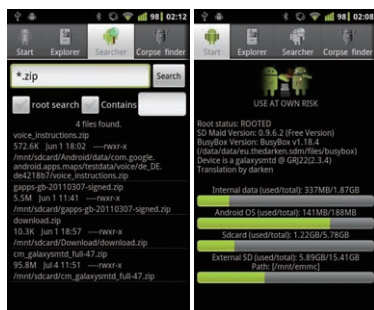 98 02:12
Start Explorer Searcher Corpse finder
*.zip Search
root search Contains
4 files found.
voice_instructions.zip
572.6K Jun 1 18:02 ----rwxr-x
/mnt/sdcard/Android/data/com.google.
android.apps.maps/testdata/voice/de_DE.
de4218b7/voice_instructions.zip
gapps-gb-20110307-signed.zip
5.5M Jun 1 11:41 ----rwxr-x
/mnt/sdcard/gapps-gb-20110307-
signed.zip
download.zip
10.3K Jun 1 18:57 ----rwxr-x
/mnt/sdcard/Download/download.zip
cm_galaxysmtd_full-47.zip
95.8M Jul 4 11:51 ----rwxr-x
/mnt/sdcard/cm_galaxysmtd_full-47.zip
98 02:08
Start Explorer Searcher Corpse finder
USE AT OWN RISK
Root status: ROOTED
SD Maid Version: 0.9.6.2 (Free Version)
BusyBox Version: BusyBox v1.18.4
(/data/data/eu.thedarken.sdm/files/busybox)
Device is a galaxysmtd @ GRJ22(2.3.4)
Translation by darken
Internal data (used/total): 337MB/1.87GB
Android OS (used/total): 141MB/188MB
Sdcard (used/total): 1.22GB/5.78GB
External SD (used/total): 5.89GB/15.41GB
Path: [/mnt/emmc]